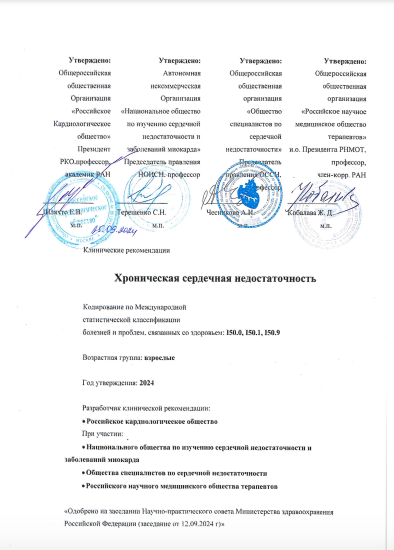 Утверждено:
Общероссийская
общественная
Организация
«Российское
Кардиологическое
общество»
Президент
РКО,профессор,
академик РАН
Шляхто Е.В.
м.п.
05.09.2024
Утверждено:
Автономная
некоммерческая
Организация
«Национальное общество
по изучению сердечной
недостаточности и
заболеваний миокарда»
Председатель правления
НОИСН, профессор
Терещенко С.Н.
м.п.
Утверждено:
Общероссийская
общественная
организация
«Общество
специалистов по
сердечной
недостаточности»
Председатель
правления ОССН,
профессор
Чесникова А.И.
м.п.
Утверждено:
Общероссийская
общественная
организация
«Российское научное
медицинское общество
терапевтов»
и.о. Президента РНМОТ,
профессор,
член-корр. РАН
Кобалава Ж. Д.
м.п.
Клинические рекомендации
Хроническая сердечная недостаточность
Кодирование по Международной
статистической классификации
болезней и проблем, связанных со здоровьем: I50.0, I50.1, I50.9
Возрастная группа: взрослые
Год утверждения: 2024
Разработчик клинической рекомендации:
•Российское кардиологическое общество
При участии:
•Национального общества по изучению сердечной недостаточности и
заболеваний миокарда
•Общества специалистов по сердечной недостаточности
•Российского научного медицинского общества терапевтов
«Одобрено на заседании Научно-практического совета Министерства здравоохранения
Российской Федерации (заседание от 12.09.2024 г)»